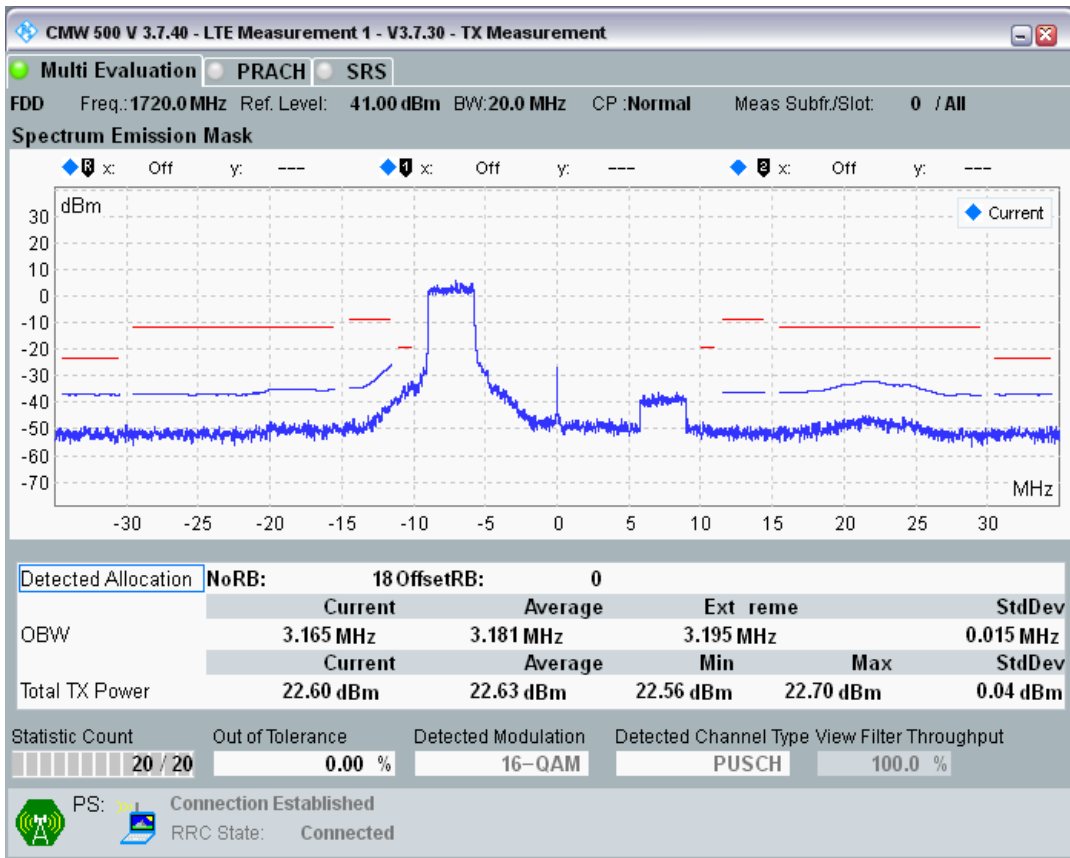 CMW 500 V 3.7.40 - LTE Measurement 1 - V3.7.30 - TX Measurement
Multi Evaluation PRACH SRS
FDD Freq.:1720.0 MHz Ref. Level: 41.00 dBm BW:20.0 MHz CP :Normal Meas Subfr./Slot: 0 / All
Spectrum Emission Mask
R x: Off y: --- 1 x: Off y: --- 2 x: Off y: ---
dBm
Current
30
20
10
0
-10
-20
-30
-40
-50
-60
-70
MHz
-30 -25 -20 -15 -10 -5 0 5 10 15 20 25 30
Detected Allocation NoRB: 18 OffsetRB: 0
Current Average Ext reme StdDev
OBW 3.165 MHz 3.181 MHz 3.195 MHz 0.015 MHz
Current Average Min Max StdDev
Total TX Power 22.60 dBm 22.63 dBm 22.56 dBm 22.70 dBm 0.04 dBm
Statistic Count Out of Tolerance Detected Modulation Detected Channel Type View Filter Throughput
20 / 20 0.00 % 16-QAM PUSCH 100.0 %
PS: Connection Established
RRC State: Connected